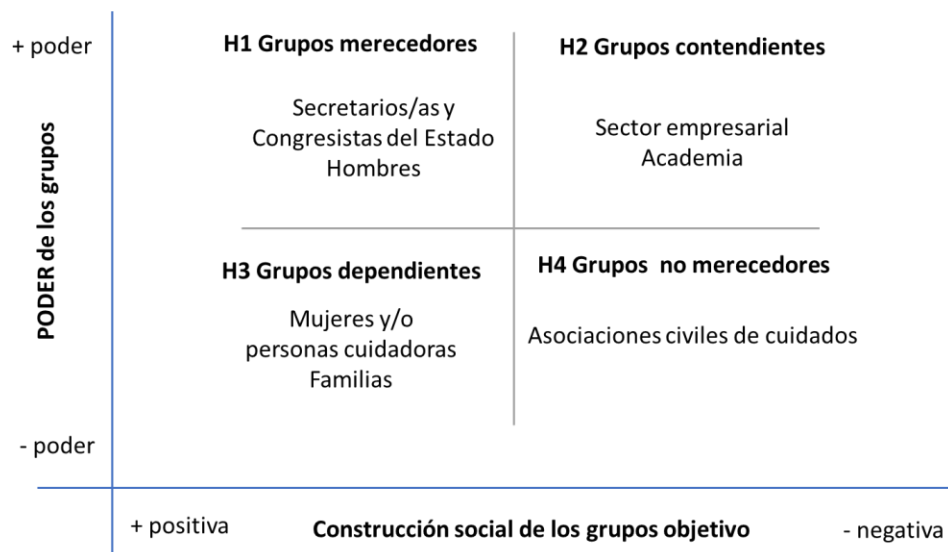 + poder
PODER de los grupos
- poder
H1 Grupos merecedores
Secretarios/as y
Congresistas del Estado
Hombres
H2 Grupos contendientes
Sector empresarial
Academia
H3 Grupos dependientes
Mujeres y/o
personas cuidadoras
Familias
H4 Grupos no merecedores
Asociaciones civiles de cuidados
+ positiva
Construcción social de los grupos objetivo
- negativa